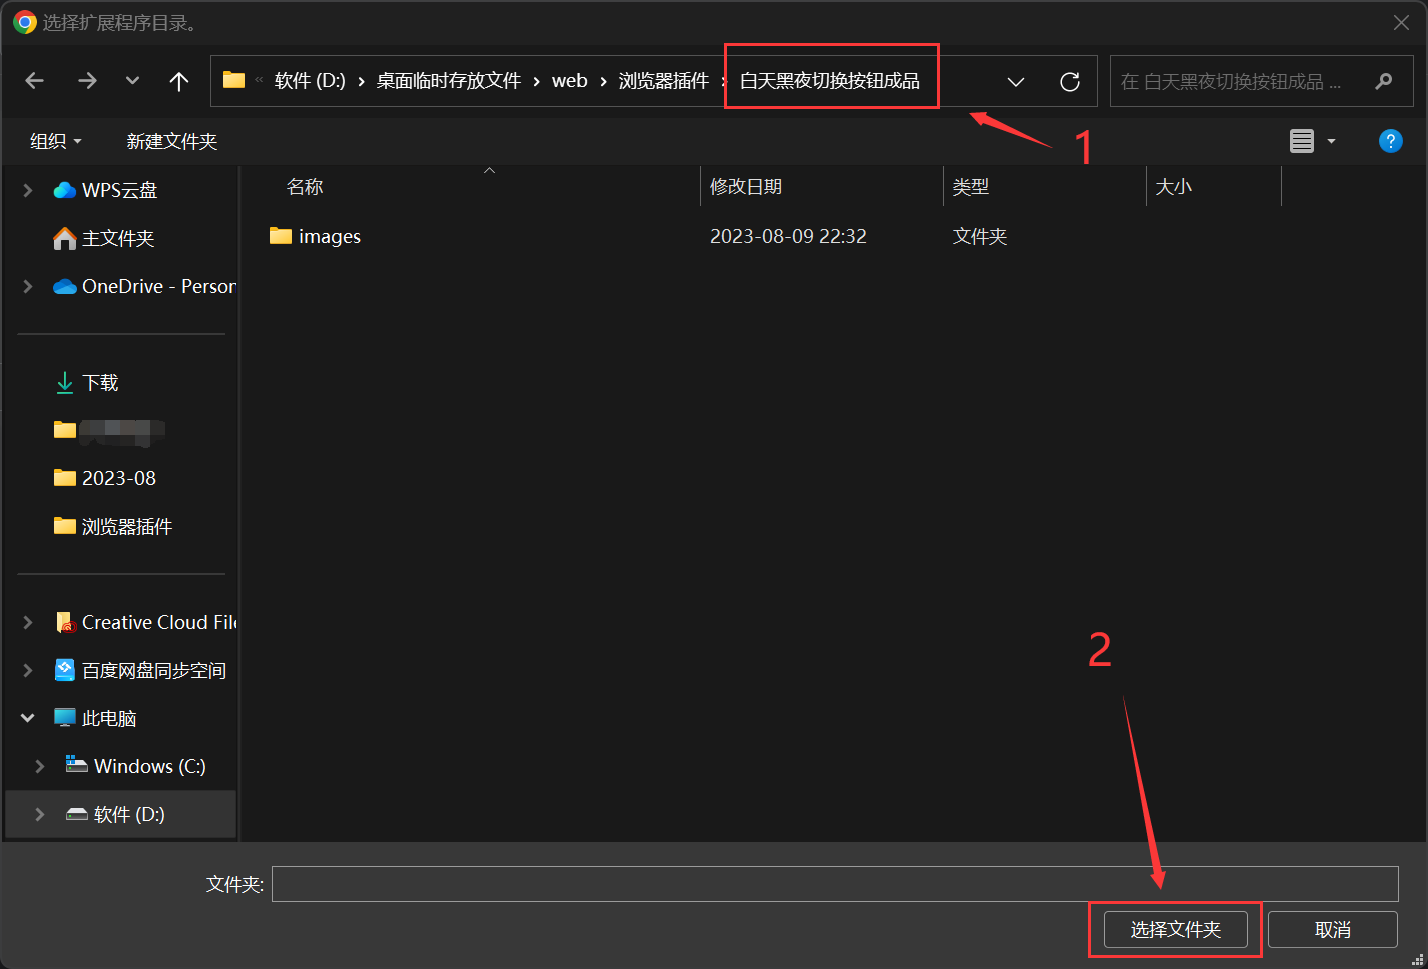 选择扩展程序目录。
« 软件 (D:) › 桌面临时存放文件 › web › 浏览器插件 › 白天黑夜切换按钮成品
在 白天黑夜切换按钮成品 ...
1
组织 新建文件夹
?
名称 修改日期 类型 大小
images 2023-08-09 22:32 文件夹
WPS云盘
主文件夹
OneDrive - Person
下载
2023-08
浏览器插件
Creative Cloud File
百度网盘同步空间
此电脑
Windows (C:)
软件 (D:)
2
文件夹:
选择文件夹 取消